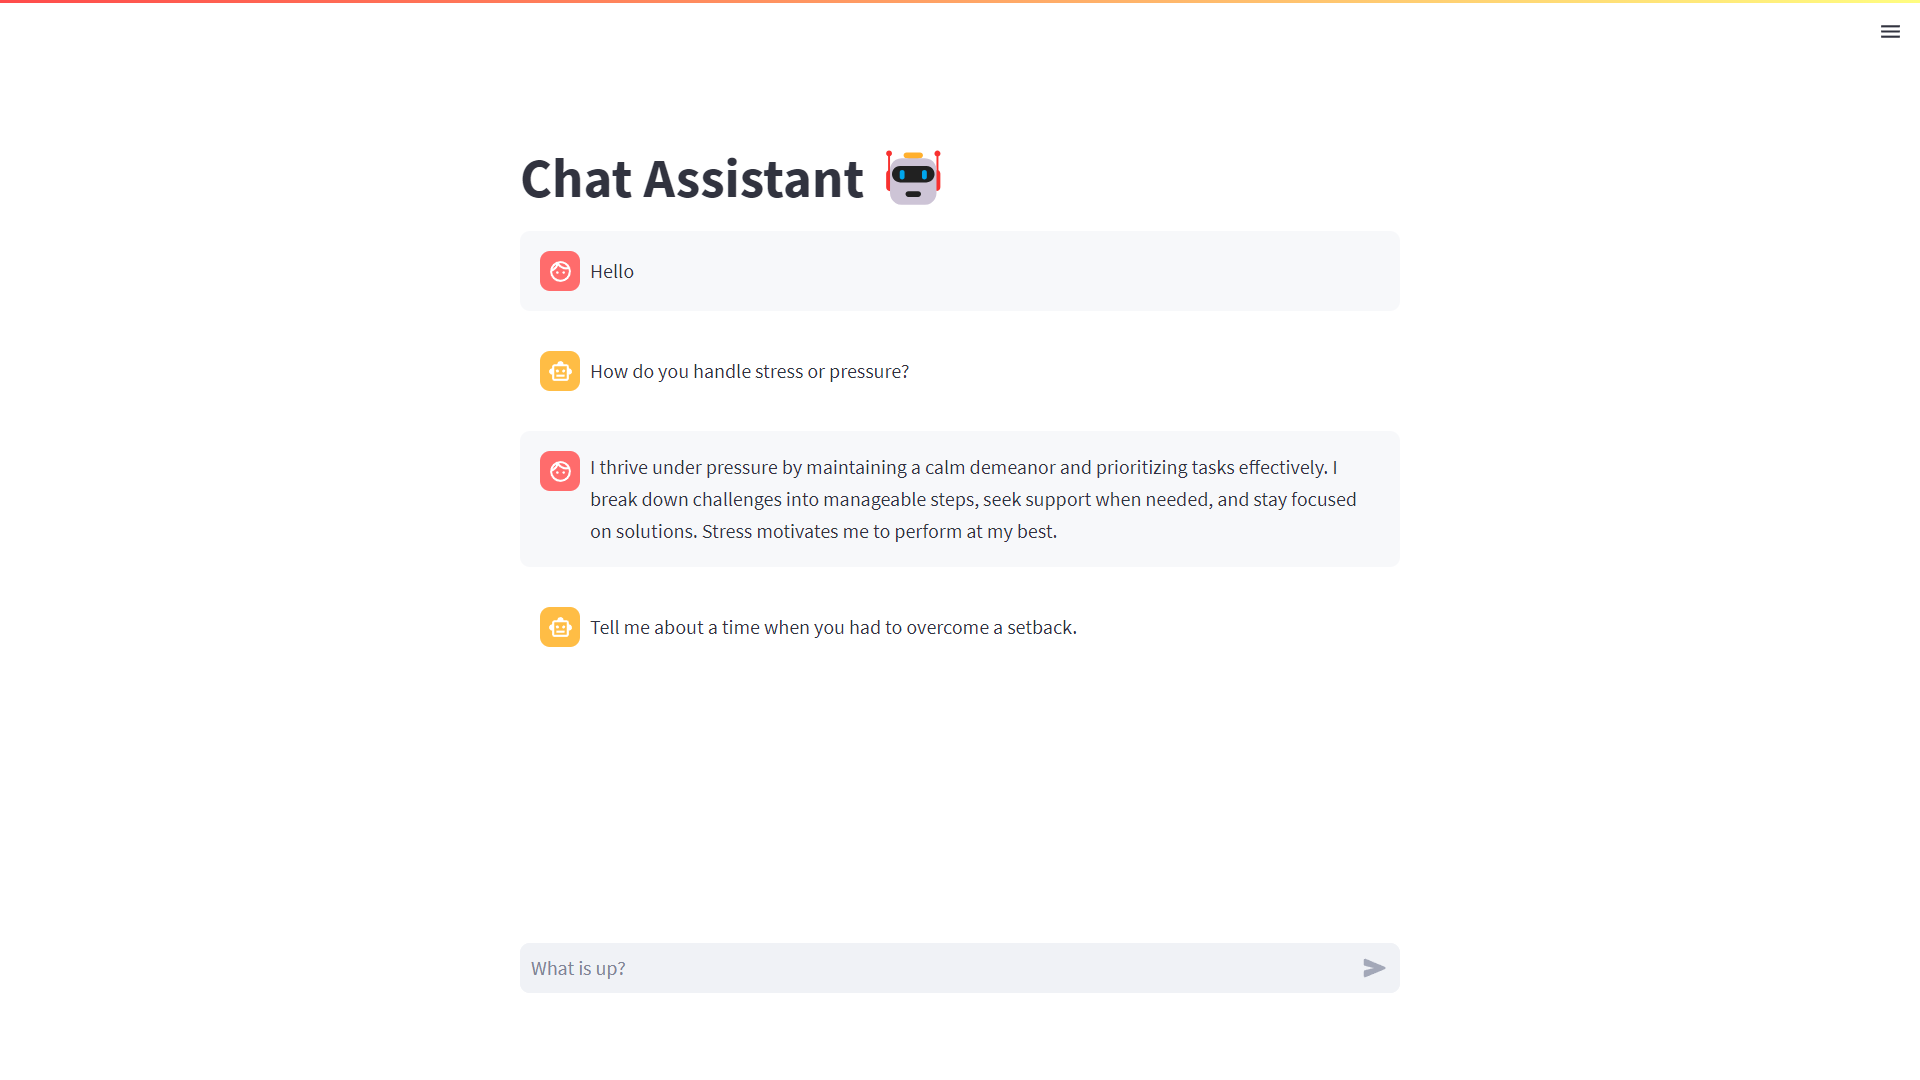 Chat Assistant
Hello
How do you handle stress or pressure?
I thrive under pressure by maintaining a calm demeanor and prioritizing tasks effectively. I
break down challenges into manageable steps, seek support when needed, and stay focused
on solutions. Stress motivates me to perform at my best.
Tell me about a time when you had to overcome a setback.
What is up?